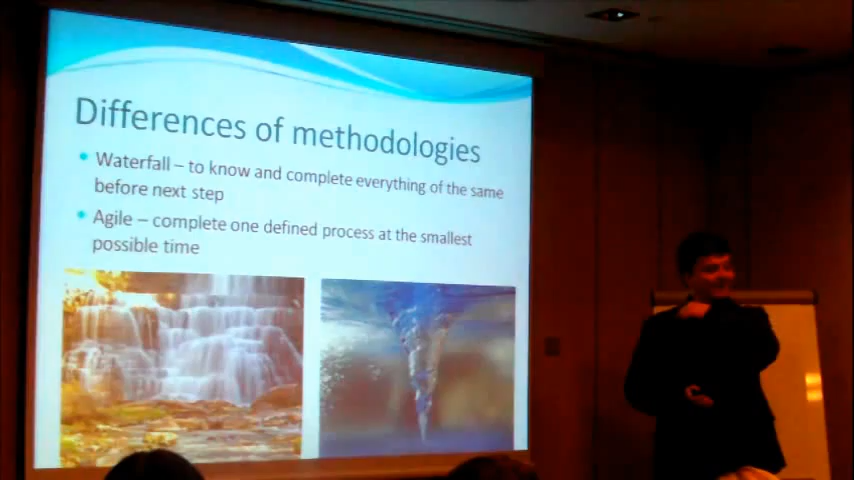 Differences of methodologies
Waterfall – to know and complete everything of the same
before next step
Agile – complete one defined process at the smallest
possible time